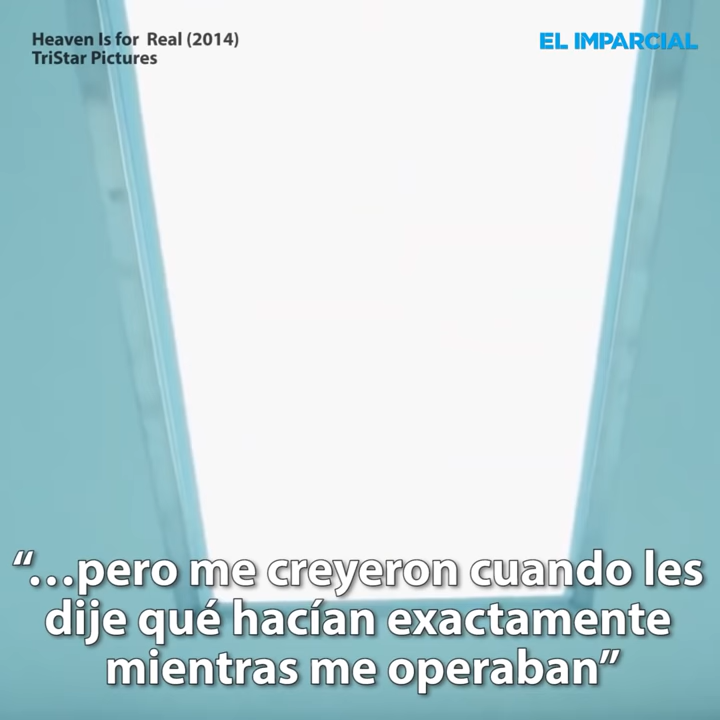 Heaven Is for Real (2014)
TriStar Pictures
EL IMPARCIAL
“...pero me creyeron cuando les
dije qué hacían exactamente
mientras me operaban”